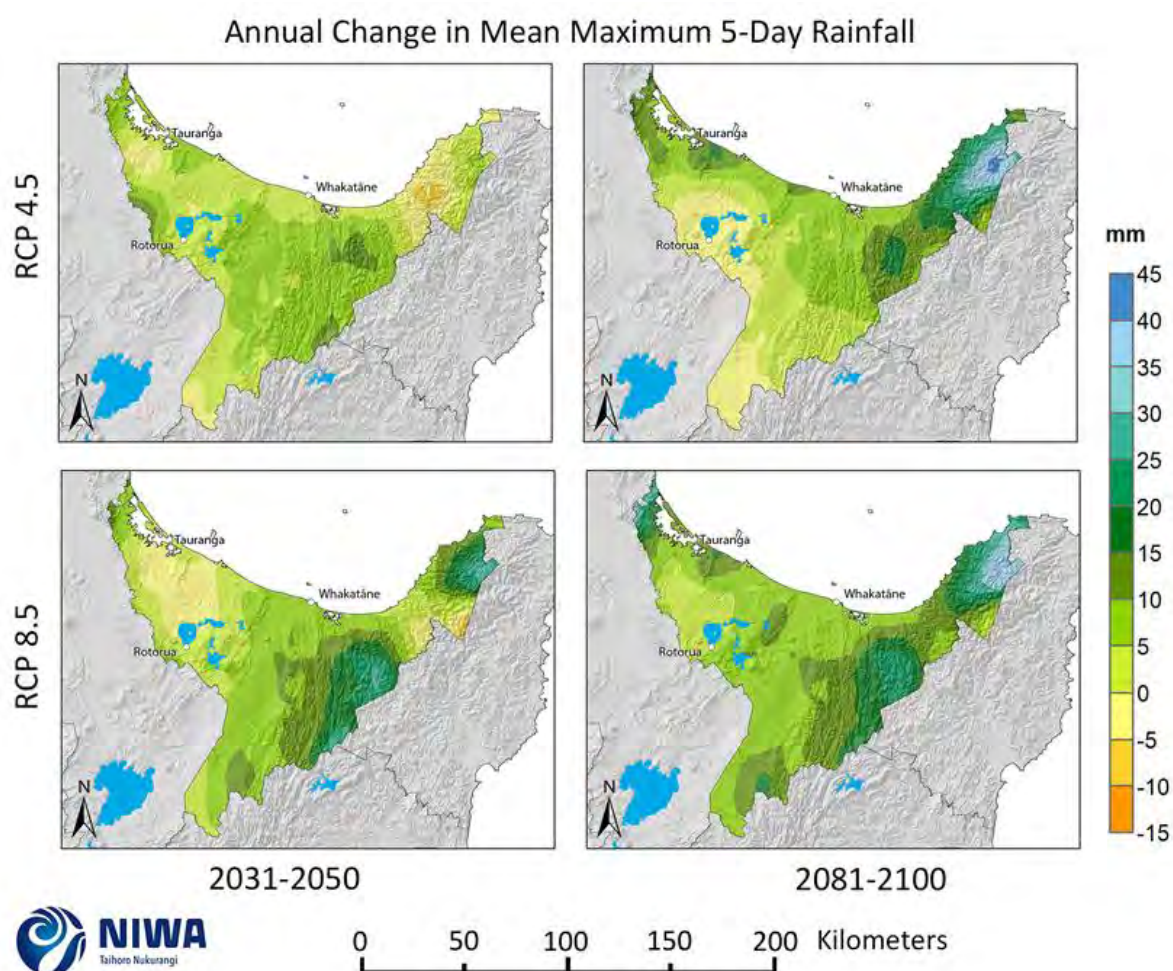 Annual Change in Mean Maximum 5-Day Rainfall
RCP 4.5
Tauranga
Whakatāne
Rotorua
N
Tauranga
Whakatāne
Rotorua
N
RCP 8.5
Tauranga
Whakatāne
Rotorua
N
Tauranga
Whakatāne
Rotorua
N
mm
45
40
35
30
25
20
15
10
5
0
-5
-10
-15
2031-2050
2081-2100
NIWA
Taihoro Nukurangi
0 50 100 150 200 Kilometers